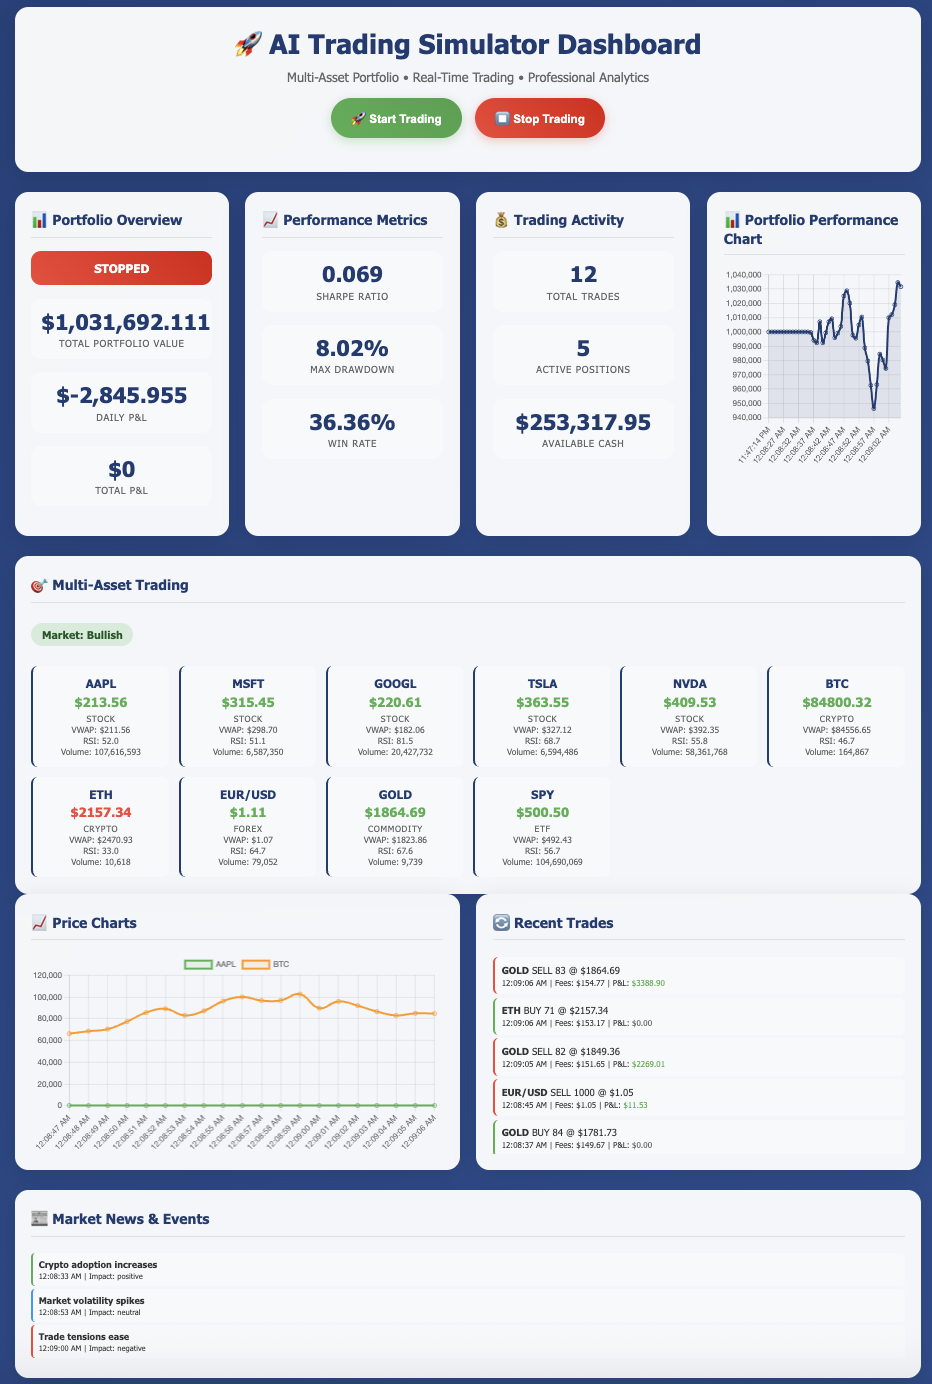 🚀 AI Trading Simulator Dashboard
Multi-Asset Portfolio • Real-Time Trading • Professional Analytics
🚀 Start Trading
⏹️ Stop Trading
📊 Portfolio Overview
STOPPED
$1,031,692.111
TOTAL PORTFOLIO VALUE
$-2,845.955
DAILY P&L
$0
TOTAL P&L
📈 Performance Metrics
0.069
SHARPE RATIO
8.02%
MAX DRAWDOWN
36.36%
WIN RATE
💰 Trading Activity
12
TOTAL TRADES
5
ACTIVE POSITIONS
$253,317.95
AVAILABLE CASH
📊 Portfolio Performance
Chart
1,040,000
1,030,000
1,020,000
1,010,000
1,000,000
990,000
980,000
970,000
960,000
950,000
940,000
11:47:14 PM
12:08:27 AM
12:08:32 AM
12:08:37 AM
12:08:42 AM
12:08:47 AM
12:08:52 AM
12:08:57 AM
12:09:02 AM
🎯 Multi-Asset Trading
Market: Bullish
AAPL
$213.56
STOCK
VWAP: $211.56
RSI: 52.0
Volume: 107,616,593
MSFT
$315.45
STOCK
VWAP: $298.70
RSI: 51.1
Volume: 6,587,350
GOOGL
$220.61
STOCK
VWAP: $182.06
RSI: 81.5
Volume: 20,427,732
TSLA
$363.55
STOCK
VWAP: $327.12
RSI: 68.7
Volume: 6,594,486
NVDA
$409.53
STOCK
VWAP: $392.35
RSI: 55.8
Volume: 58,361,768
BTC
$84800.32
CRYPTO
VWAP: $84556.65
RSI: 46.7
Volume: 164,867
ETH
$2157.34
CRYPTO
VWAP: $2470.93
RSI: 33.0
Volume: 10,618
EUR/USD
$1.11
FOREX
VWAP: $1.07
RSI: 64.7
Volume: 79,052
GOLD
$1864.69
COMMODITY
VWAP: $1823.86
RSI: 67.6
Volume: 9,739
SPY
$500.50
ETF
VWAP: $492.43
RSI: 56.7
Volume: 104,690,069
📈 Price Charts
AAPL
BTC
120,000
100,000
80,000
60,000
40,000
20,000
0
12:08:47 AM
12:08:48 AM
12:08:49 AM
12:08:50 AM
12:08:51 AM
12:08:52 AM
12:08:53 AM
12:08:54 AM
12:08:55 AM
12:08:56 AM
12:08:57 AM
12:08:58 AM
12:08:59 AM
12:09:00 AM
12:09:01 AM
12:09:02 AM
12:09:03 AM
12:09:04 AM
12:09:05 AM
12:09:06 AM
🔄 Recent Trades
GOLD SELL 83 @ $1864.69
12:09:06 AM | Fees: $154.77 | P&L: $3388.90
ETH BUY 71 @ $2157.34
12:09:06 AM | Fees: $153.17 | P&L: $0.00
GOLD SELL 82 @ $1849.36
12:09:05 AM | Fees: $151.65 | P&L: $2269.01
EUR/USD SELL 1000 @ $1.05
12:08:45 AM | Fees: $1.05 | P&L: $11.53
GOLD BUY 84 @ $1781.73
12:08:37 AM | Fees: $149.67 | P&L: $0.00
📰 Market News & Events
Crypto adoption increases
12:08:33 AM | Impact: positive
Market volatility spikes
12:08:53 AM | Impact: neutral
Trade tensions ease
12:09:00 AM | Impact: negative